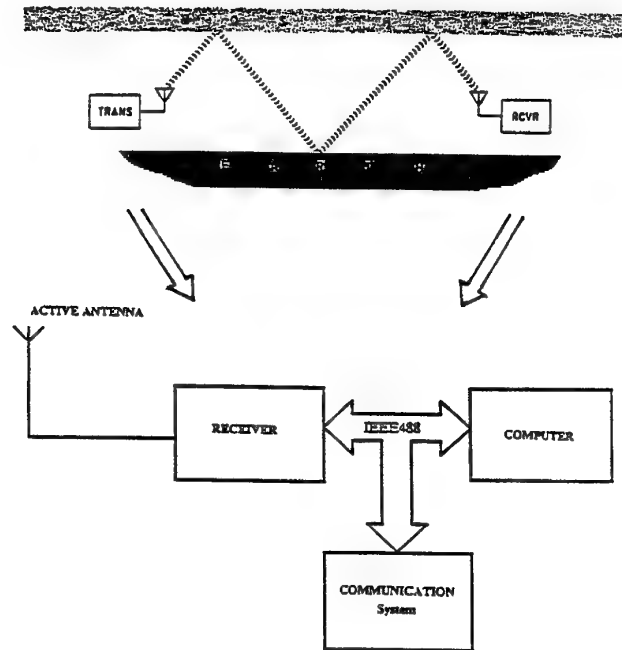 TRANS
RCVR
ACTIVE ANTENNA
RECEIVER
IEEE488
COMPUTER
COMMUNICATION
System